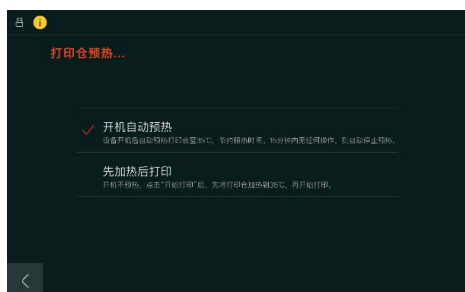 打印仓预热...
开机自动预热
设备开机后自动预热打印仓至35℃，节约预热时间。15分钟内无任何操作，则自动停止预热。
先加热后打印
开机不预热，点击"开始打印"后，先将打印仓加热到35℃，再开始打印。